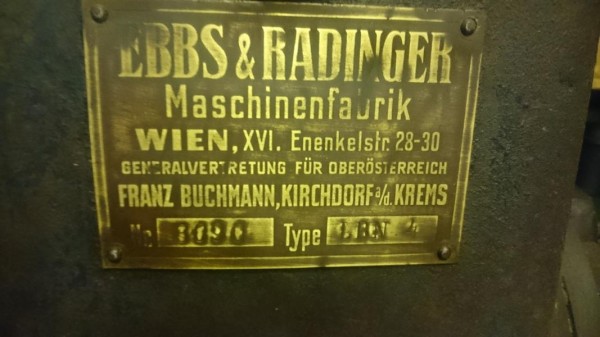 EBBS & RADINGER
Maschinenfabrik
WIEN, XVI. Enenkelstr. 28-30
GENERALVERTRETUNG FÜR OBERÖSTERREICH
FRANZ BUCHMANN, KIRCHDORF a/d. KREMS
No Type